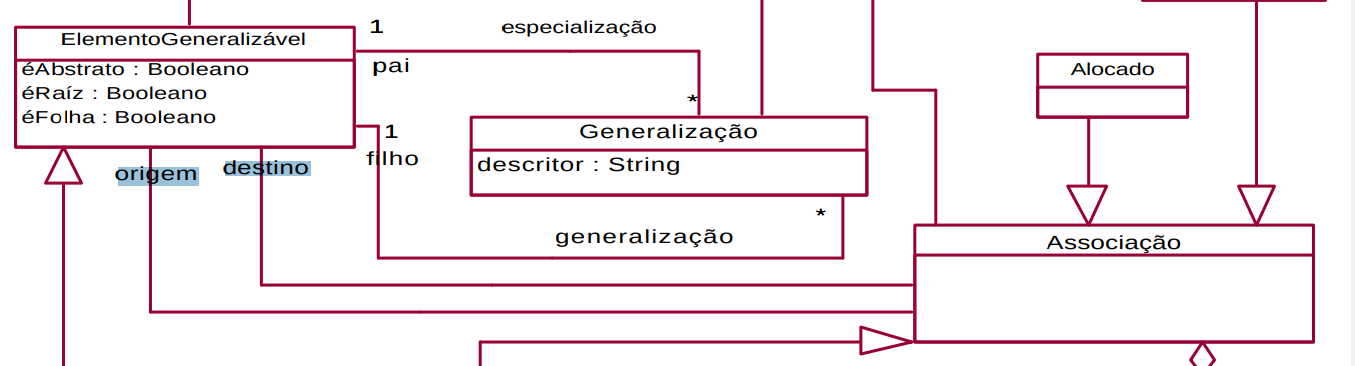 ElementoGeneralizável
éAbstrato : Booleano
éRaíz : Booleano
éFolha : Booleano
1
especialização
pai
*
1
filho
origem
destino
Generalização
descritor : String
*
generalização
Alocado
Associação